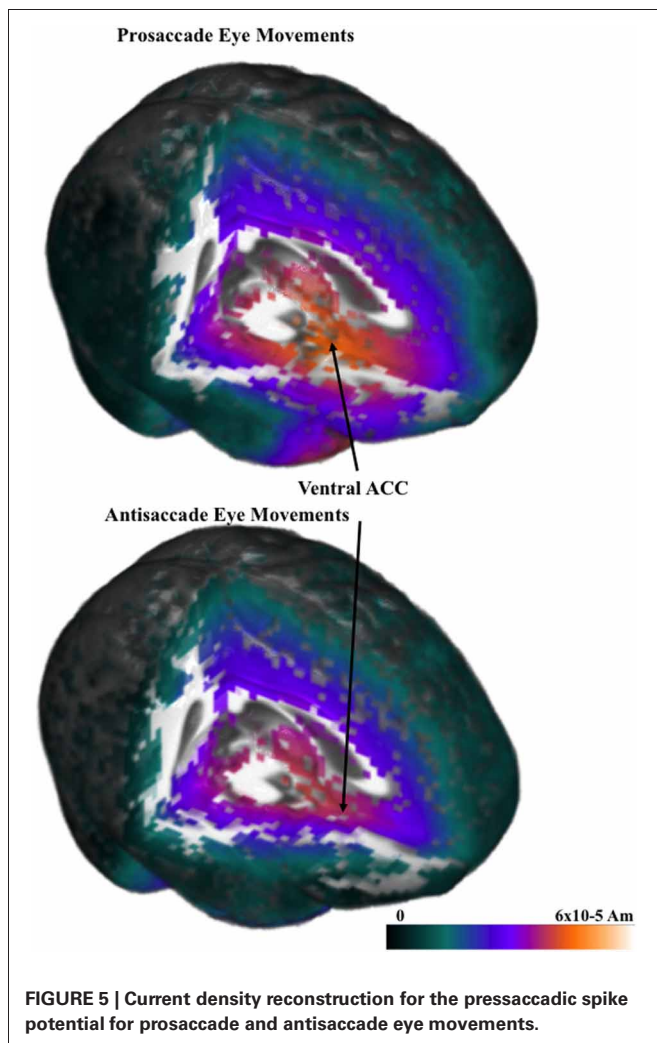 Prosaccade Eye Movements
Ventral ACC
Antisaccade Eye Movements
0 6x10-5 Am
FIGURE 5 | Current density reconstruction for the pressaccadic spike
potential for prosaccade and antisaccade eye movements.